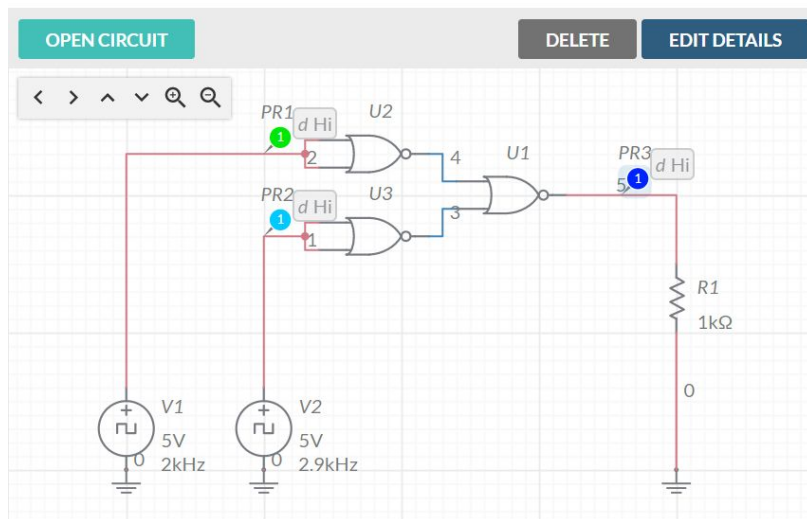 OPEN CIRCUIT
DELETE
EDIT DETAILS
PR1
1
d Hi
U2
2
4
U1
PR2
1
d Hi
U3
1
3
PR3
5
1
d Hi
R1
1kΩ
0
V1
5V
0
2kHz
V2
5V
0
2.9kHz